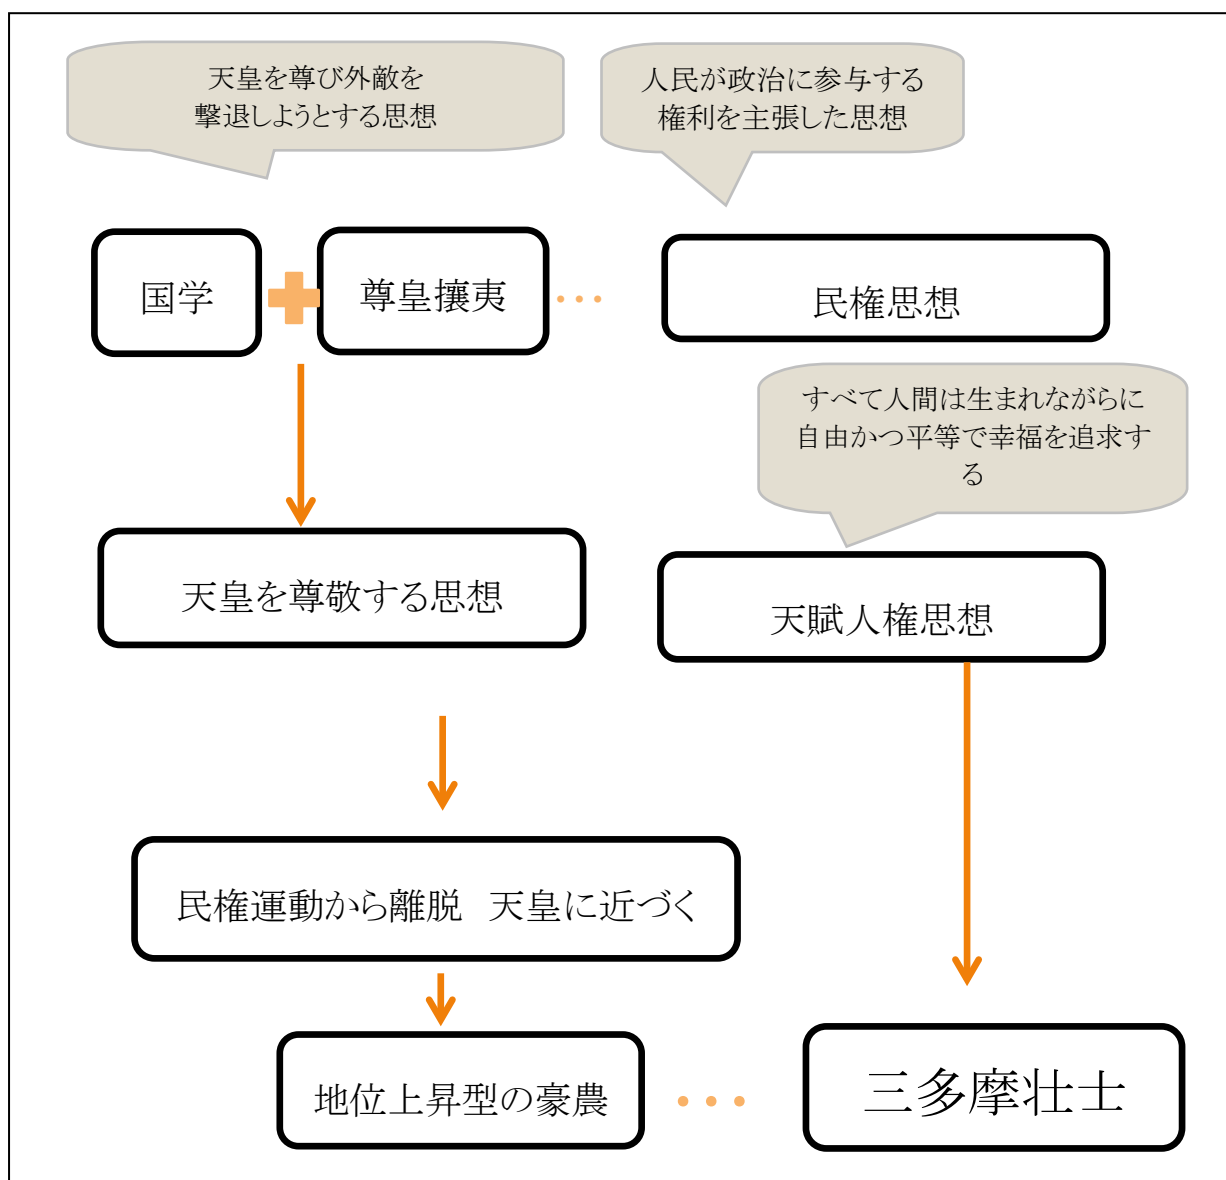 天皇を尊び外敵を
撃退しようとする思想
人民が政治に参与する
権利を主張した思想
国学
尊皇攘夷
民権思想
すべて人間は生まれながらに
自由かつ平等で幸福を追求す
る
天皇を尊敬する思想
天賦人権思想
民権運動から離脱　天皇に近づく
地位上昇型の豪農
三多摩壮士